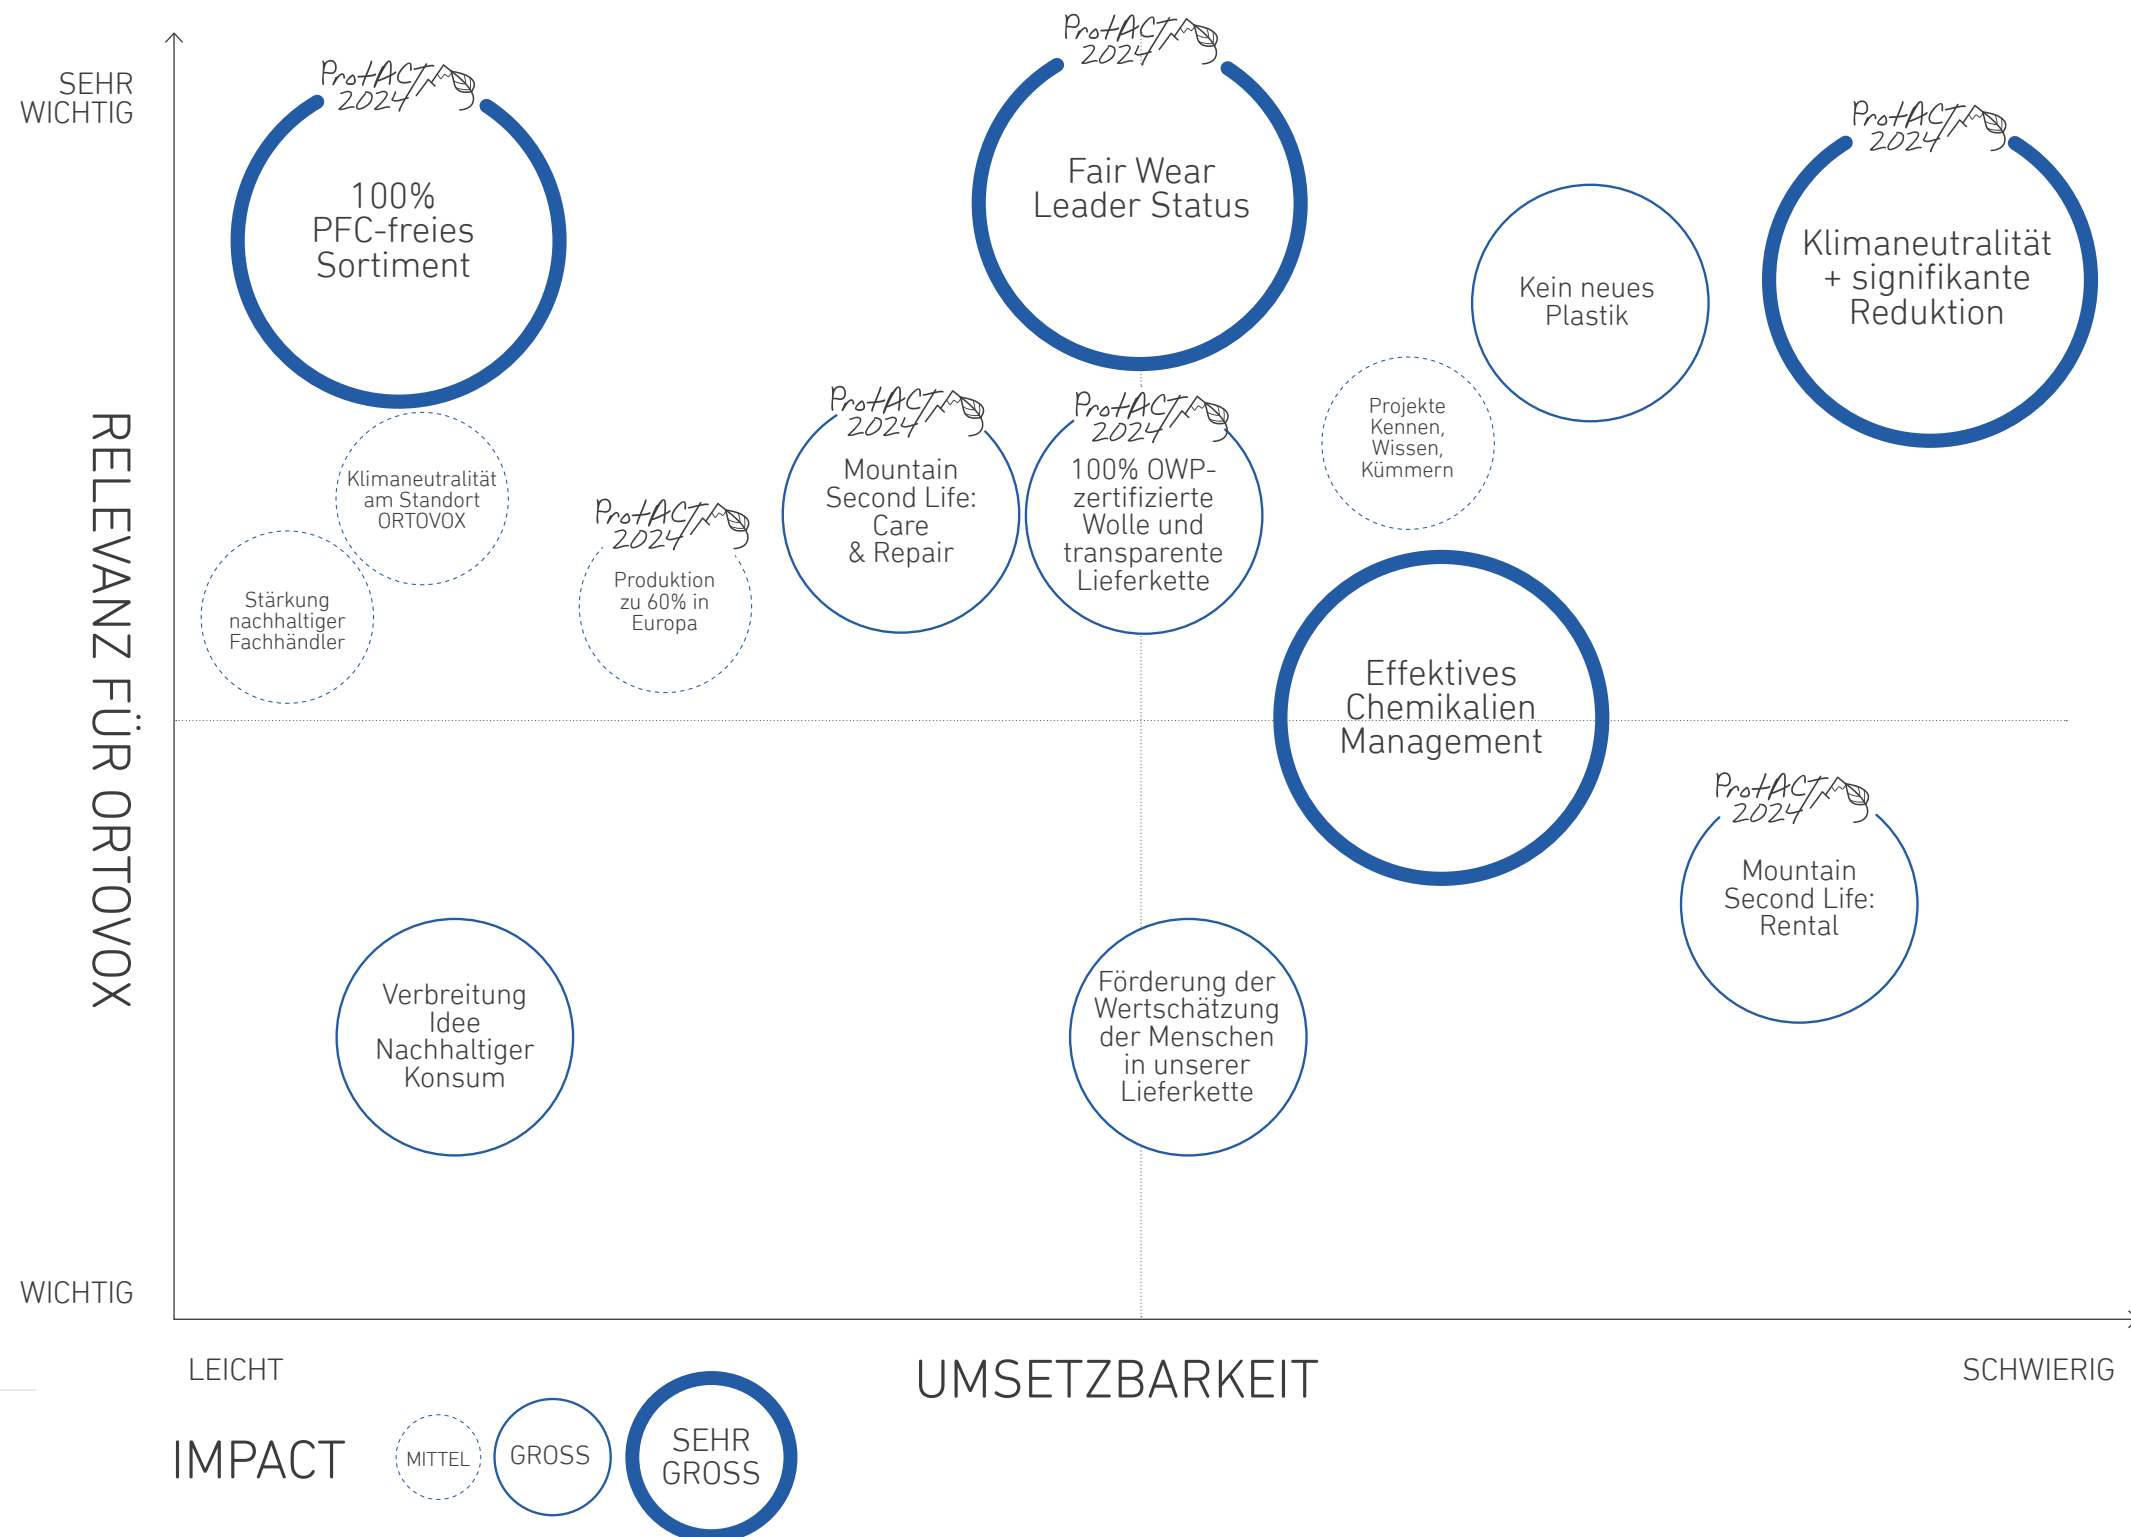 SEHR
WICHTIG
RELEVANZ FÜR ORTOVOX
WICHTIG
ProtACT
2024
100%
PFC-freies
Sortiment
ProtACT
2024
Fair Wear
Leader Status
ProtACT
2024
Klimaneutralität
+ signifikante
Reduktion
Kein neues
Plastik
Projekte
Kennen,
Wissen,
Kümmern
Klimaneutralität
am Standort
ORTOVOX
Stärkung
nachhaltiger
Fachhändler
ProtACT
2024
Produktion
zu 60% in
Europa
ProtACT
2024
Mountain
Second Life:
Care
& Repair
ProtACT
2024
100% OWP-
zertifizierte
Wolle und
transparente
Lieferkette
Effektives
Chemikalien
Management
ProtACT
2024
Mountain
Second Life:
Rental
Verbreitung
Idee
Nachhaltiger
Konsum
Förderung der
Wertschätzung
der Menschen
in unserer
Lieferkette
LEICHT
UMSETZBARKEIT
SCHWIERIG
IMPACT
MITTEL
GROSS
SEHR
GROSS